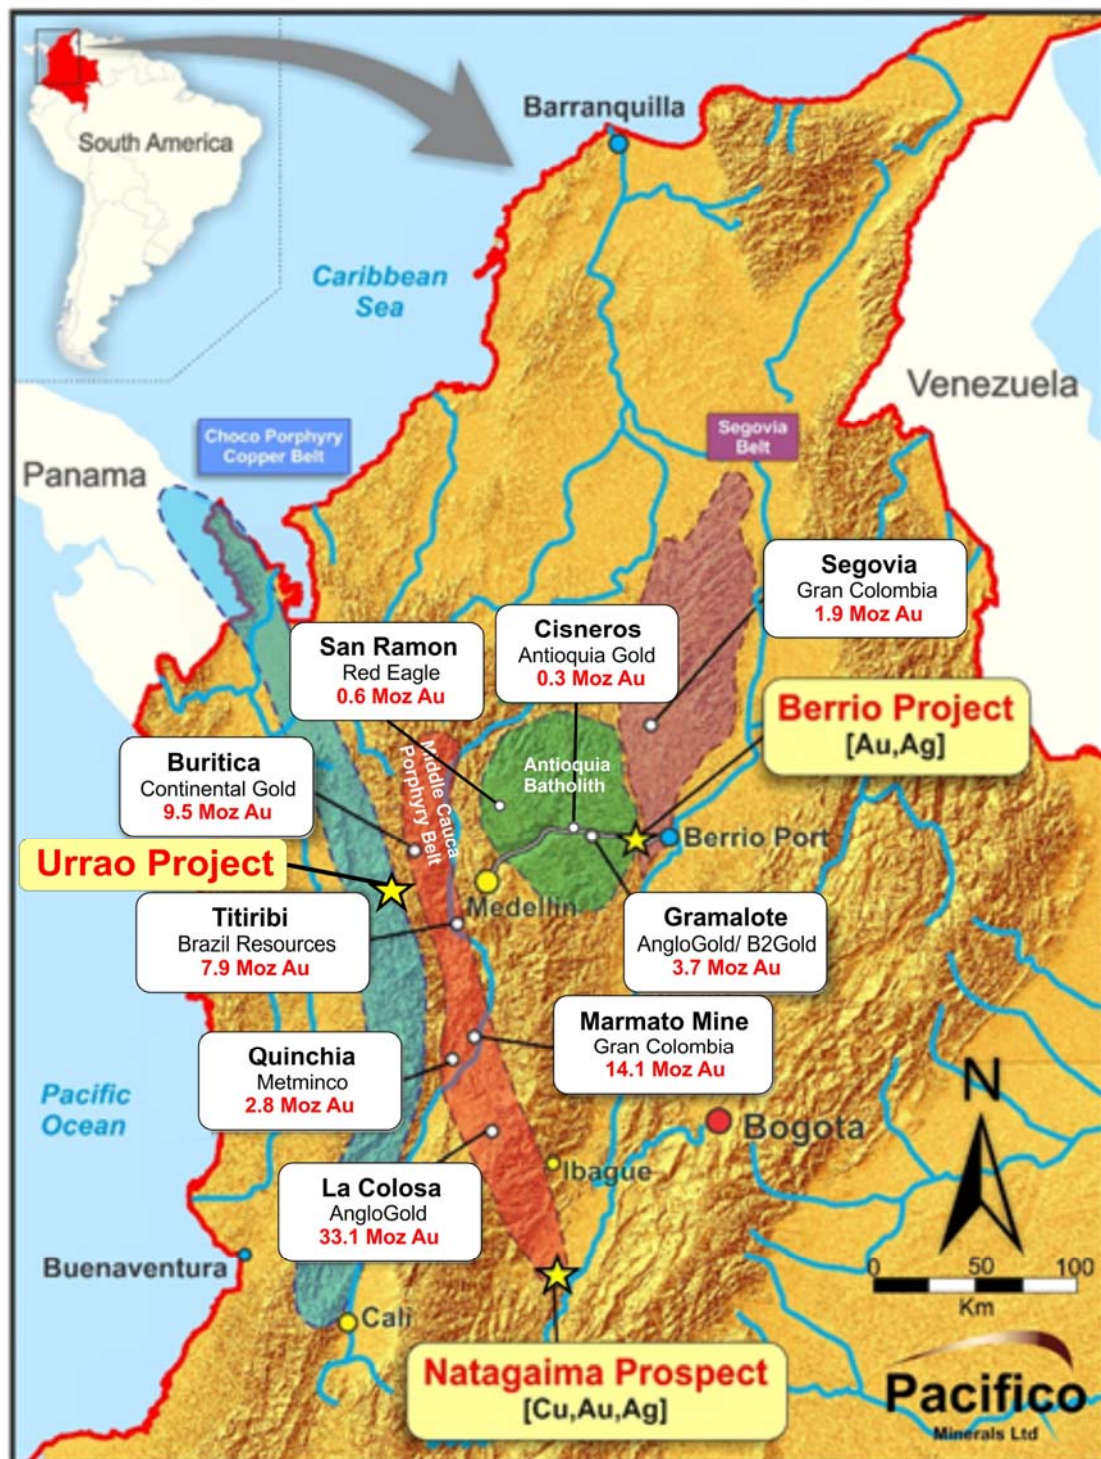 South America
Barranquilla
Caribbean
Sea
Venezuela
Choco Porphyry
Copper Belt
Segovia
Belt
Panama
Segovia
Gran Colombia
1.9 Moz Au
San Ramon
Red Eagle
0.6 Moz Au
Cisneros
Antioquia Gold
0.3 Moz Au
Berrio Project
[Au,Ag]
Buritica
Continental Gold
9.5 Moz Au
Middle Cauca
Porphyry Belt
Antioquia
Batholith
Berrio Port
Urrao Project
Medellin
Titiribi
Brazil Resources
7.9 Moz Au
Gramalote
AngloGold/ B2Gold
3.7 Moz Au
Marmato Mine
Gran Colombia
14.1 Moz Au
Quinchia
Metminco
2.8 Moz Au
Pacific
Ocean
N
Bogota
Ibague
La Colosa
AngloGold
33.1 Moz Au
Buenaventura
0 50 100
Km
Cali
Natagaima Prospect
[Cu,Au,Ag]
Pacifico
Minerals Ltd